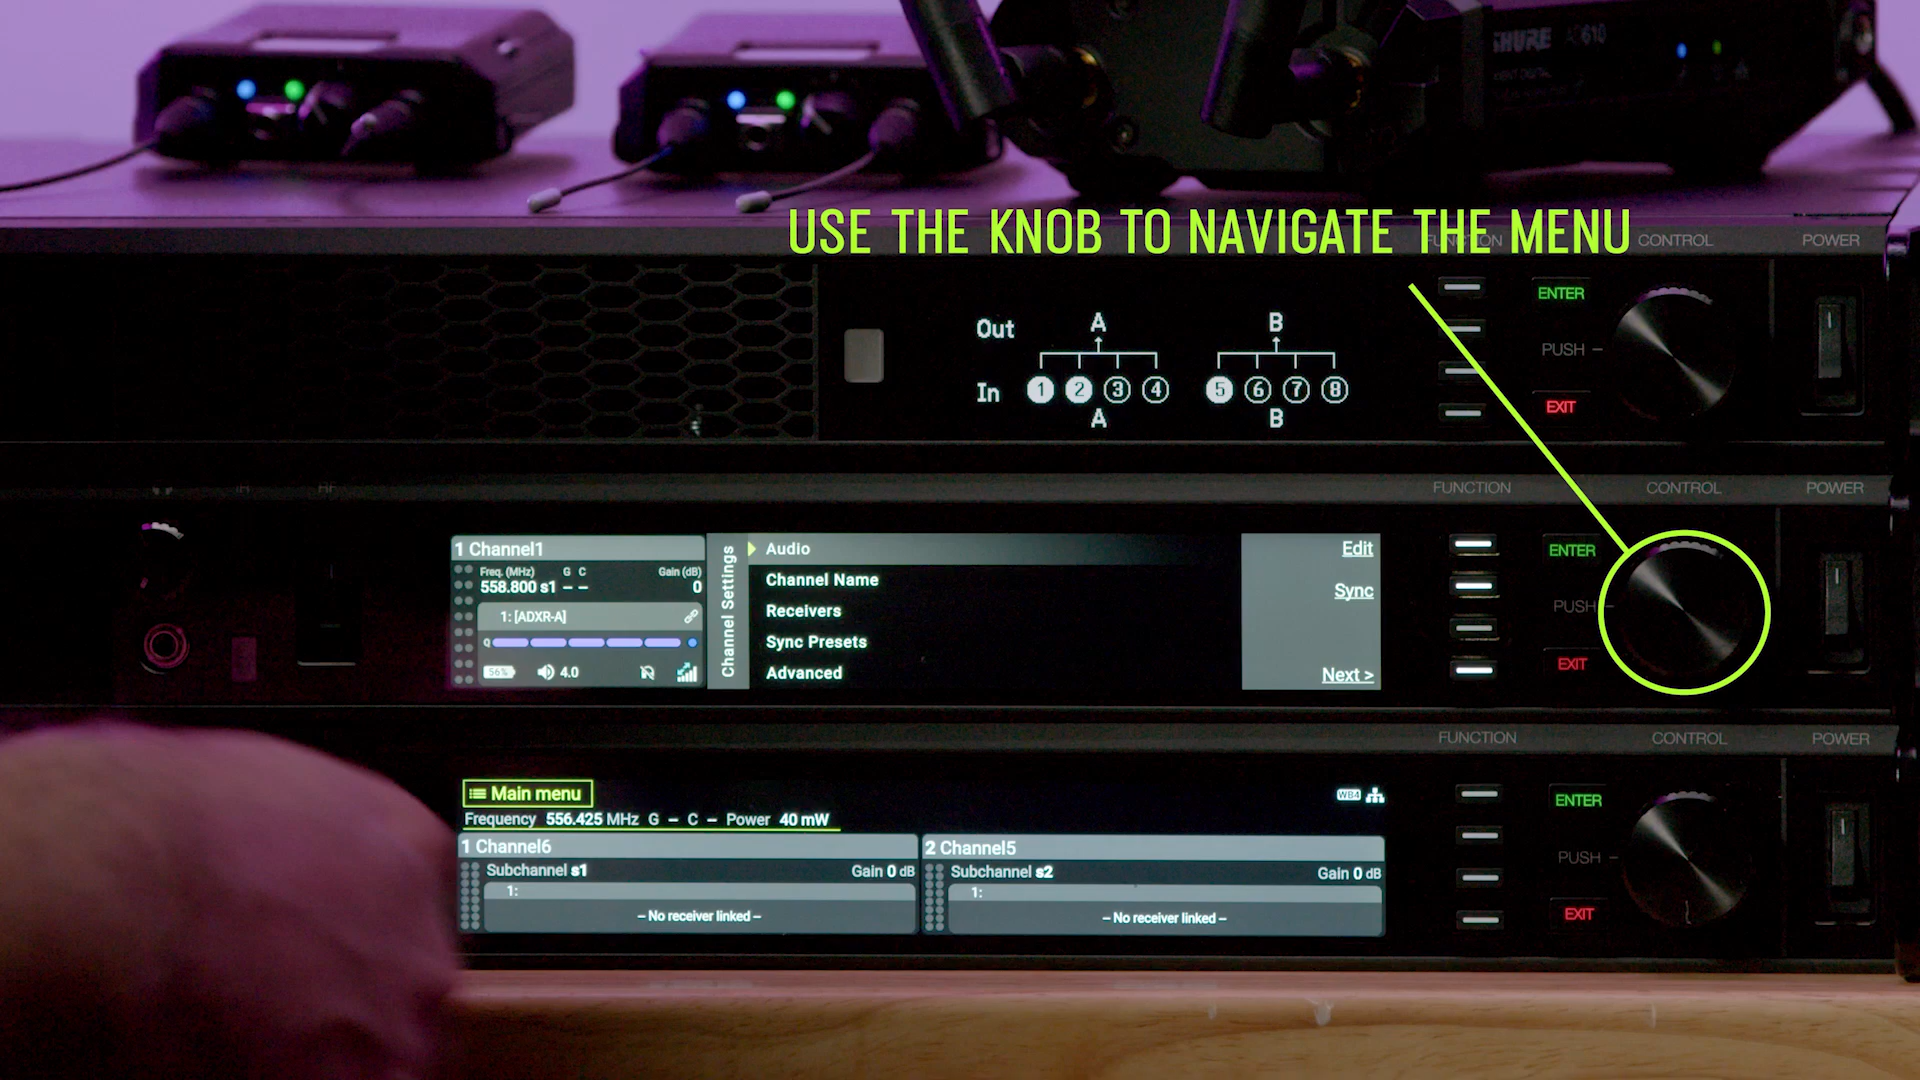 SHURE AD610
USE THE KNOB TO NAVIGATE THE MENU
FUNCTION CONTROL POWER
ENTER
PUSH
EXIT
Out A B
In 1 2 3 4 5 6 7 8
A B
FUNCTION CONTROL POWER
ENTER
PUSH
EXIT
1 Channel1
Freq. (MHz) G C Gain (dB)
558.800 s1 – – 0
1: [ADXR-A]
Q
56% 4.0
Channel Settings
Audio
Channel Name
Receivers
Sync Presets
Advanced
Edit
Sync
Next >
FUNCTION CONTROL POWER
ENTER
PUSH
EXIT
Main menu
WB4
Frequency 556.425 MHz G – C – Power 40 mW
1 Channel6
Subchannel s1 Gain 0 dB
1:
– No receiver linked –
2 Channel5
Subchannel s2 Gain 0 dB
1:
– No receiver linked –